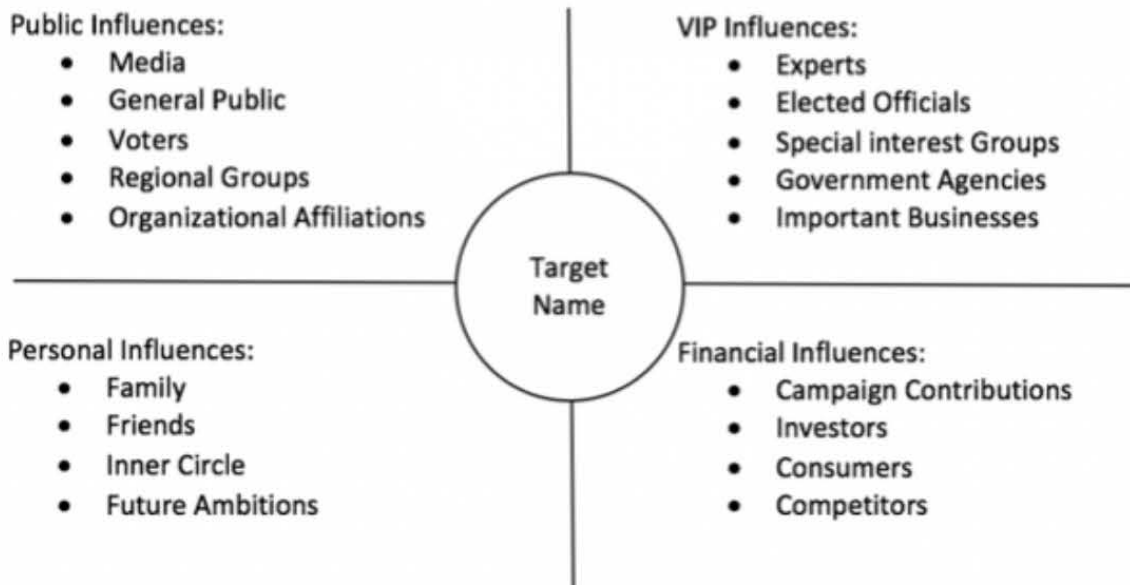 Public Influences:
• Media
• General Public
• Voters
• Regional Groups
• Organizational Affiliations
VIP Influences:
• Experts
• Elected Officials
• Special interest Groups
• Government Agencies
• Important Businesses
Target
Name
Personal Influences:
• Family
• Friends
• Inner Circle
• Future Ambitions
Financial Influences:
• Campaign Contributions
• Investors
• Consumers
• Competitors